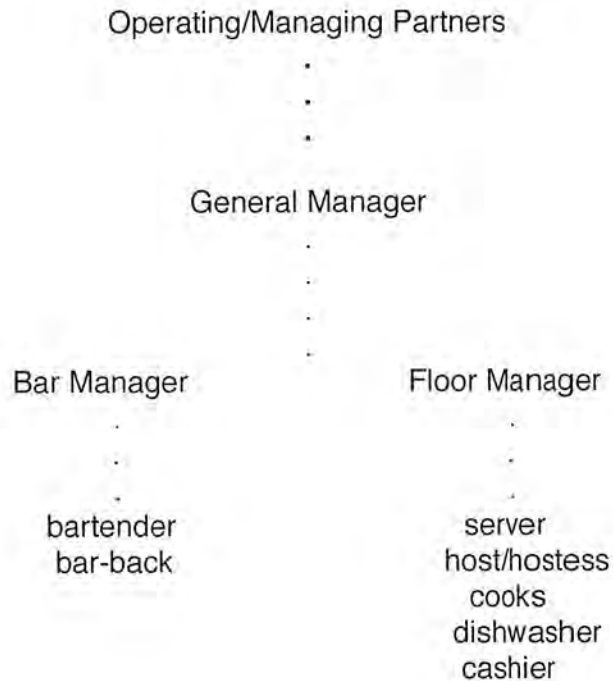 Operating/Managing Partners
General Manager
Bar Manager
Floor Manager
bartender
bar-back
server
host/hostess
cooks
dishwasher
cashier